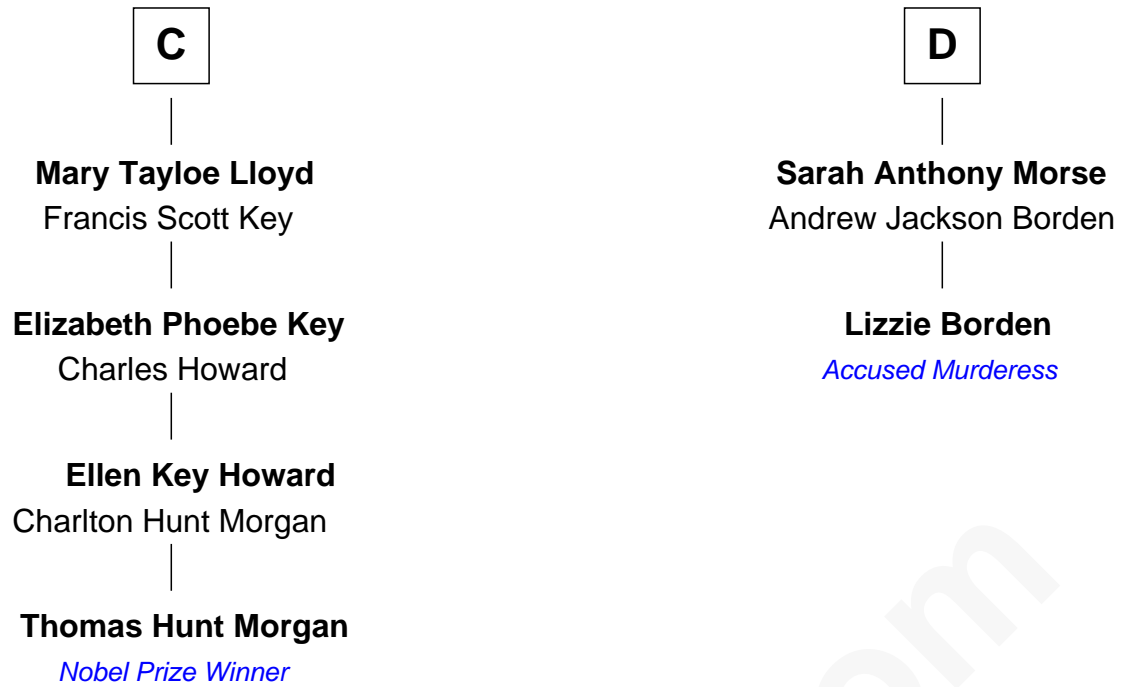 C
Mary Tayloe Lloyd
Francis Scott Key
Elizabeth Phoebe Key
Charles Howard
Ellen Key Howard
Charlton Hunt Morgan
Thomas Hunt Morgan
Nobel Prize Winner
D
Sarah Anthony Morse
Andrew Jackson Borden
Lizzie Borden
Accused Murderess
om